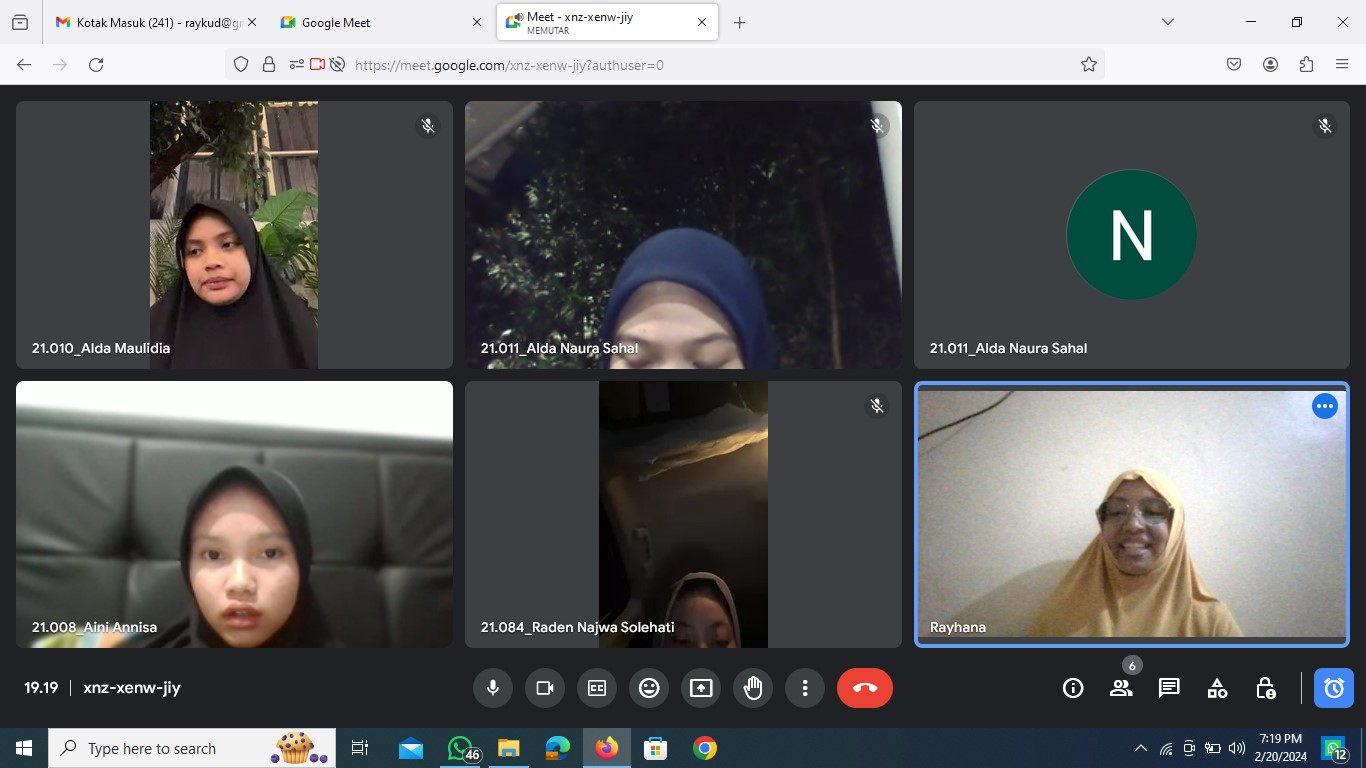 Kotak Masuk (241) - raykud@gm
Google Meet
Meet - xnz-xenw-jiy
MEMUTAR
https://meet.google.com/xnz-xenw-jiy?authuser=0
21.010_Alda Maulidia
21.011_Alda Naura Sahal
N
21.011_Alda Naura Sahal
21.008_Aini Annisa
21.084_Raden Najwa Solehati
Rayhana
19.19 | xnz-xenw-jiy
6
Type here to search
46
7:19 PM
2/20/2024
12